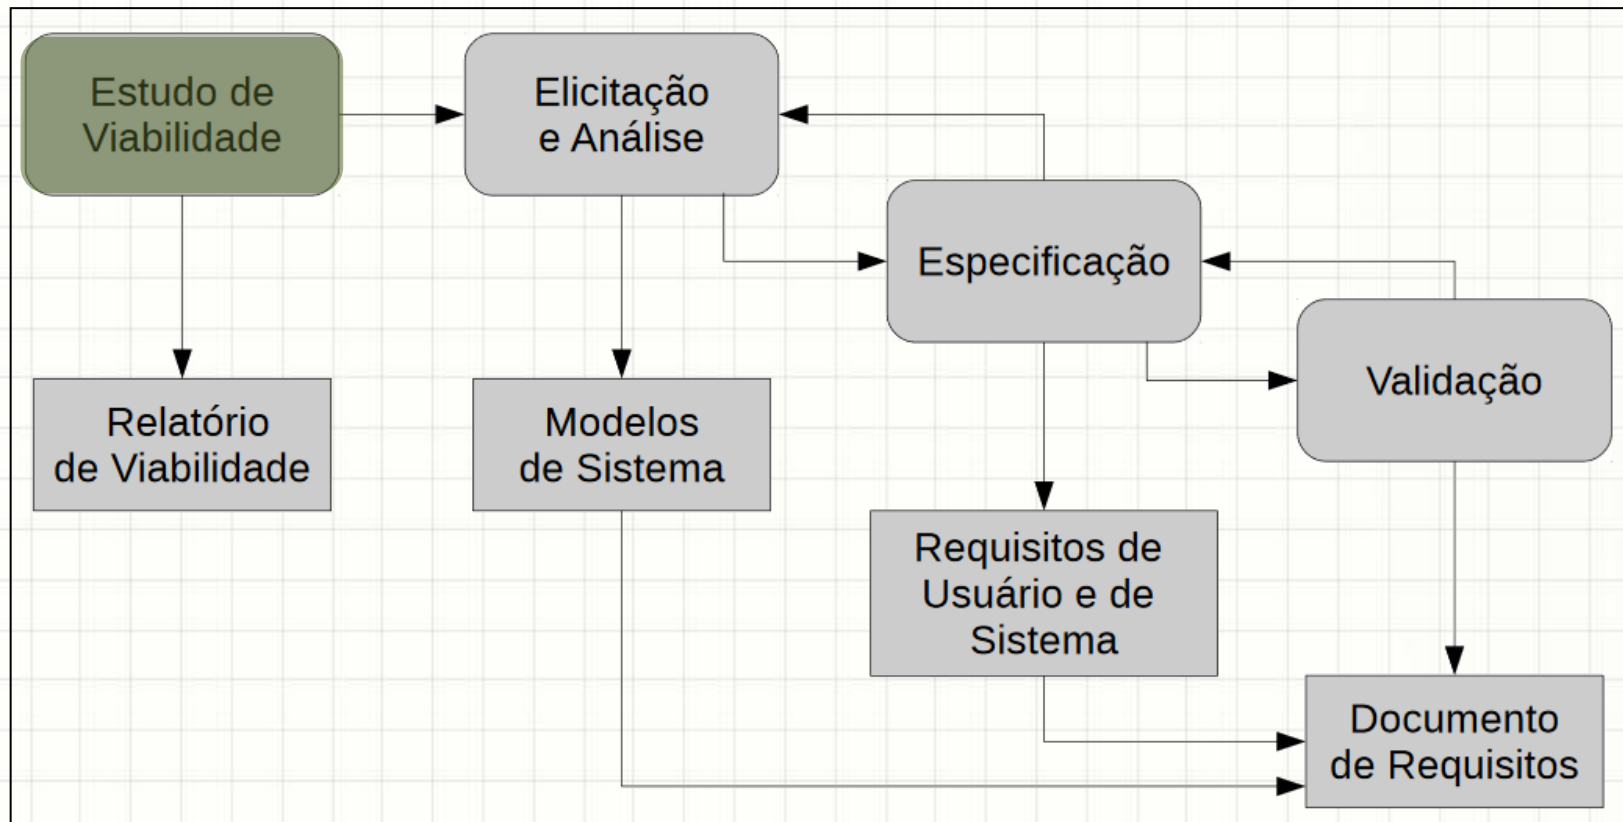 Estudo de
Viabilidade
Elicitação
e Análise
Especificação
Validação
Relatório
de Viabilidade
Modelos
de Sistema
Requisitos de
Usuário e de
Sistema
Documento
de Requisitos